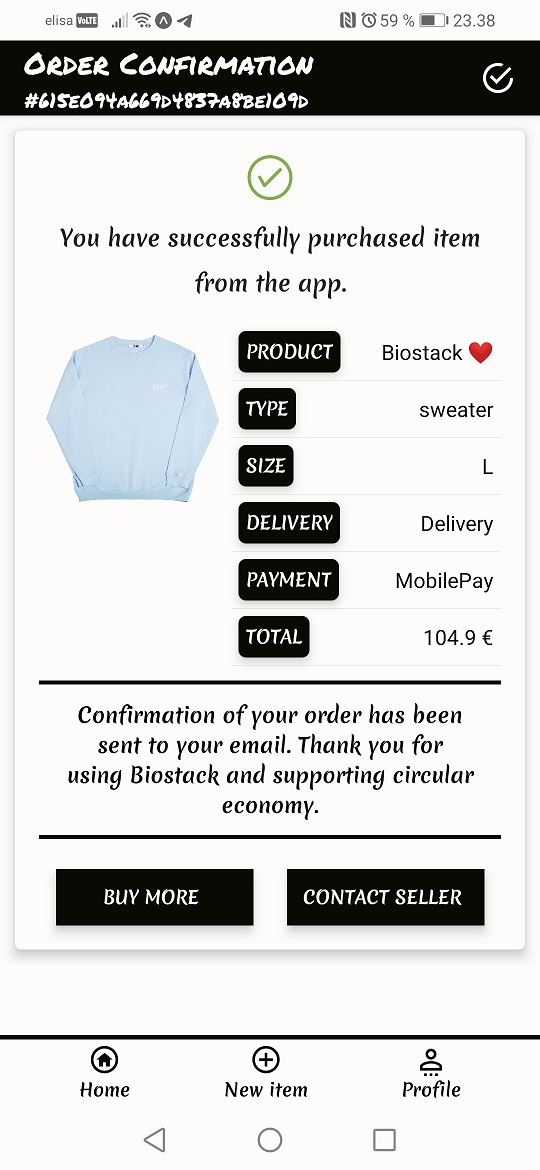 elisa VoLTE 59 % 23.38
Order Confirmation
#615e094a669d4837a8be109d
You have successfully purchased item
from the app.
PRODUCT Biostack ❤️
TYPE sweater
SIZE L
DELIVERY Delivery
PAYMENT MobilePay
TOTAL 104.9 €
Confirmation of your order has been
sent to your email. Thank you for
using Biostack and supporting circular
economy.
BUY MORE CONTACT SELLER
Home New item Profile